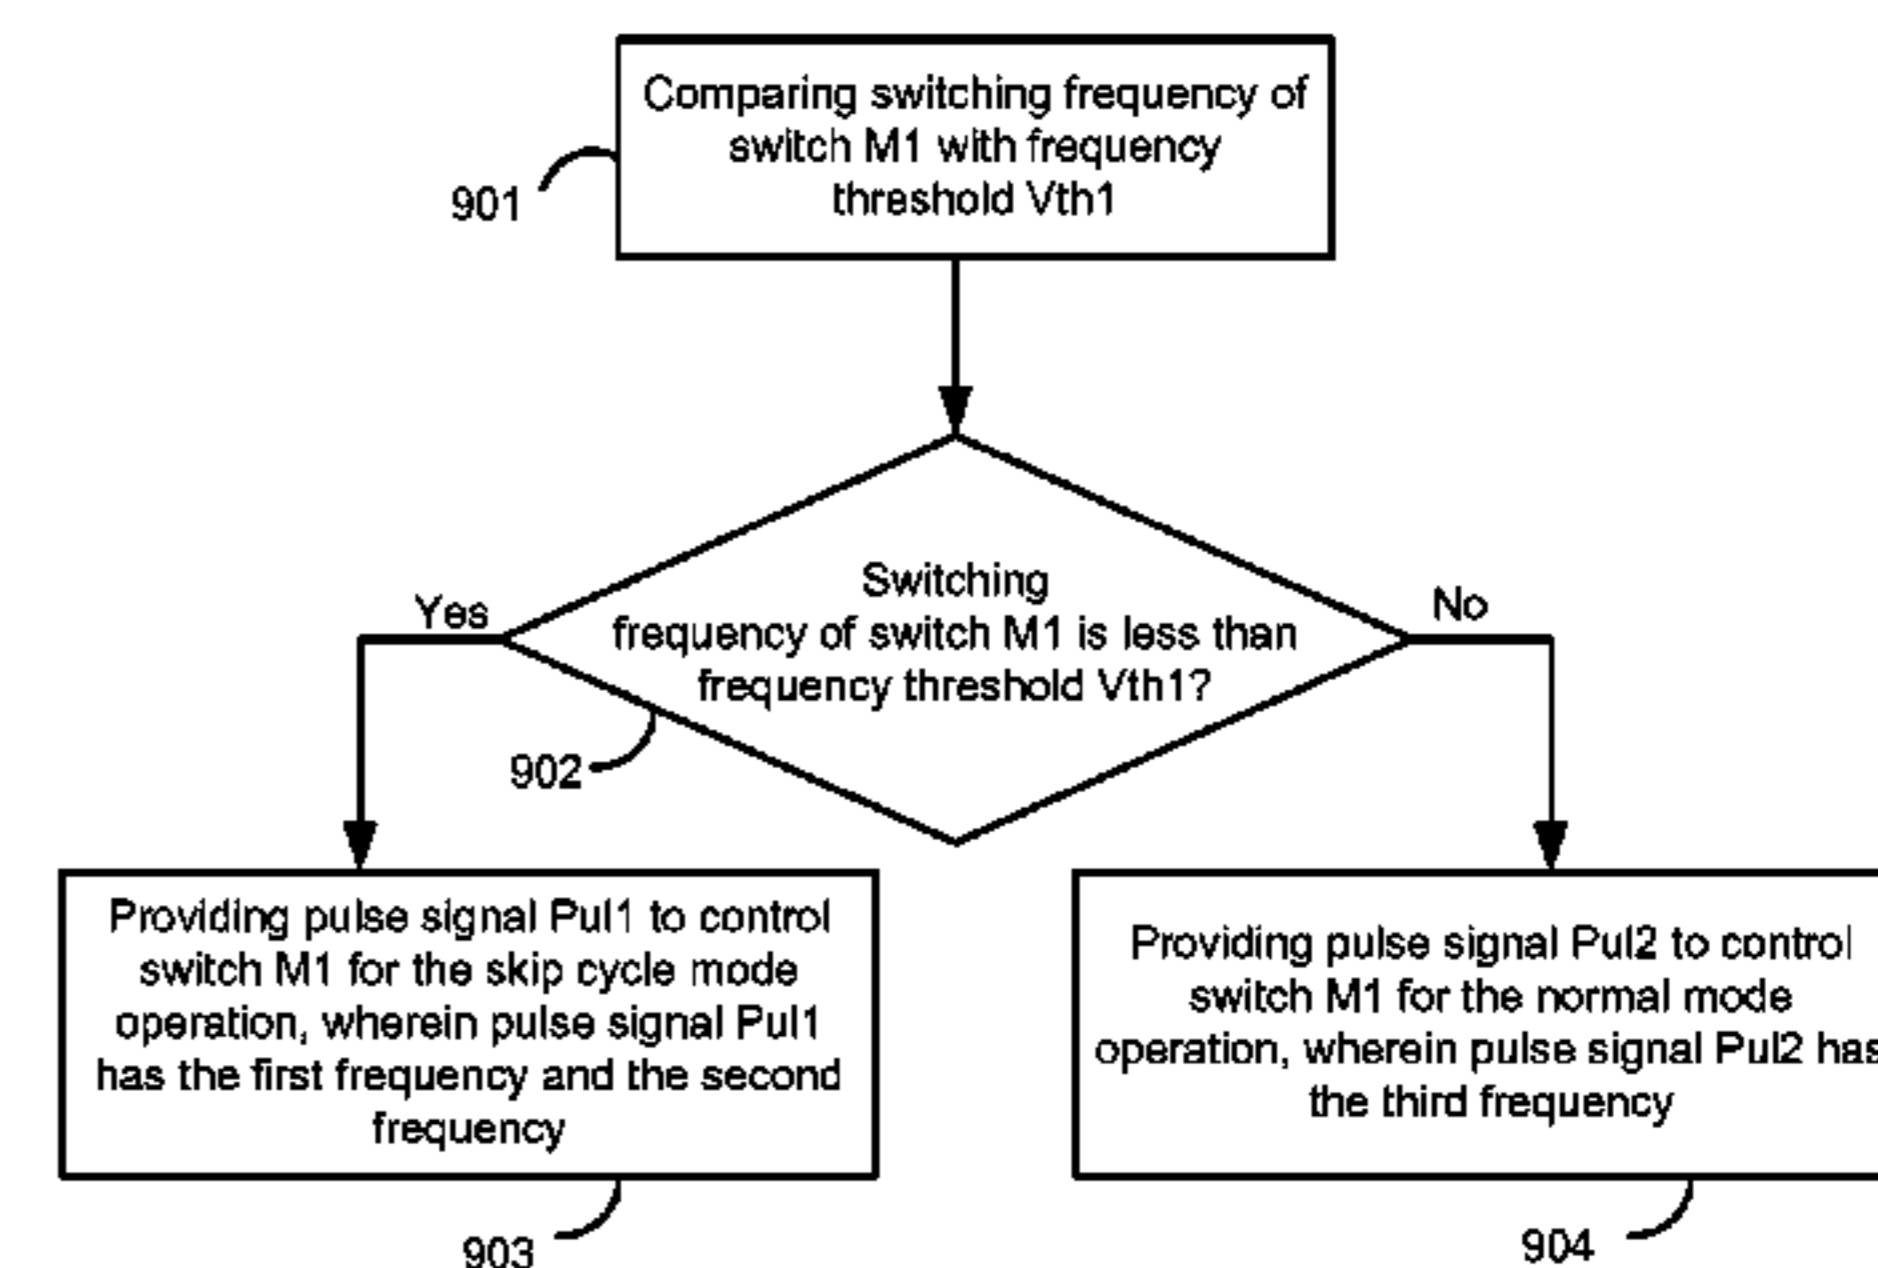 Comparing switching frequency of
switch M1 with frequency
threshold Vth1
901
Switching
frequency of switch M1 is less than
frequency threshold Vth1?
Yes
No
902
Providing pulse signal Pul1 to control
switch M1 for the skip cycle mode
operation, wherein pulse signal Pul1
has the first frequency and the second
frequency
903
Providing pulse signal Pul2 to control
switch M1 for the normal mode
operation, wherein pulse signal Pul2 has
the third frequency
904